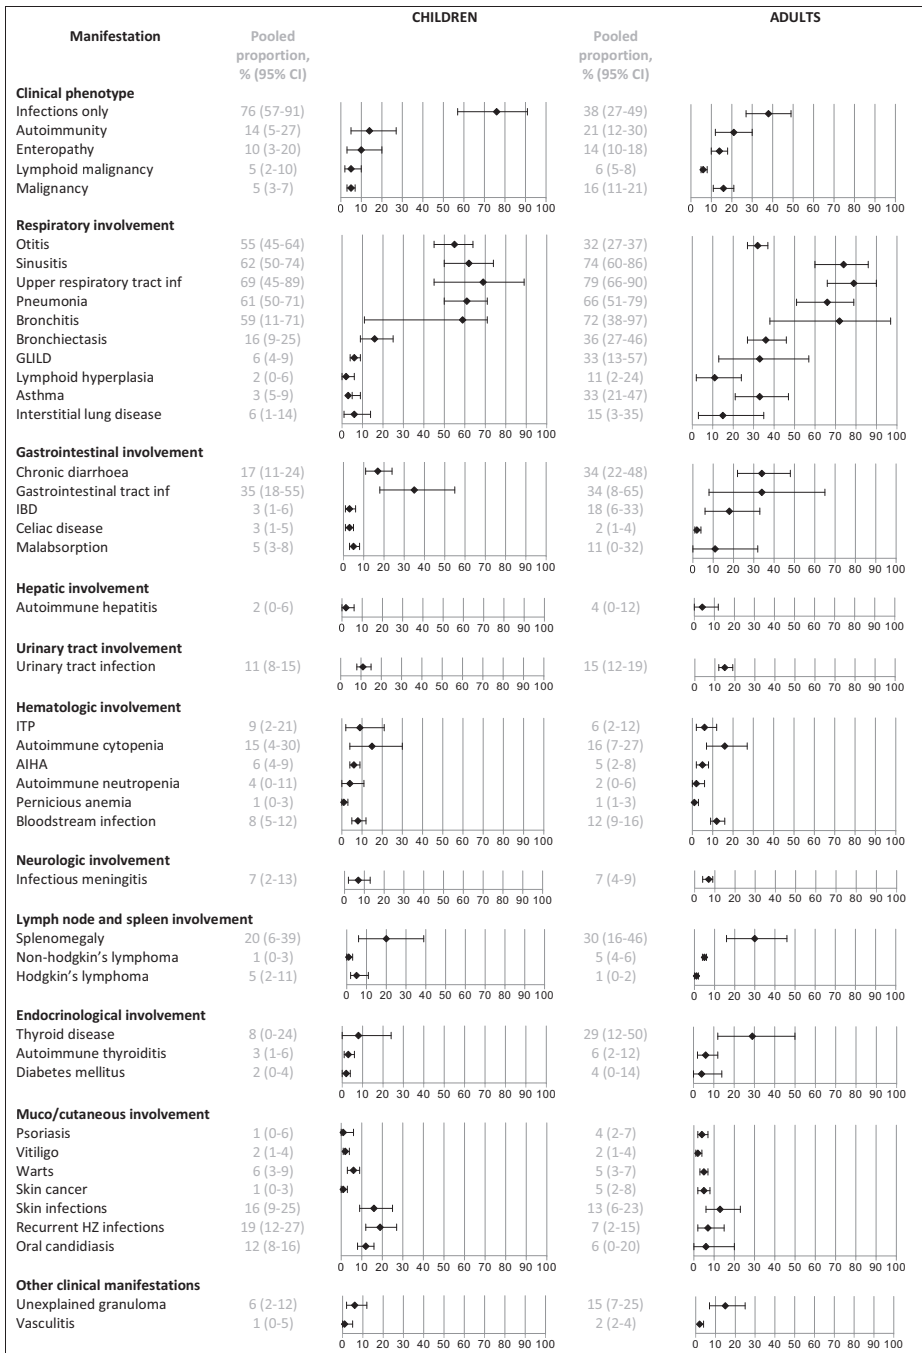 CHILDREN ADULTS
Manifestation Pooled Pooled
proportion, proportion,
% (95% CI) % (95% CI)
Clinical phenotype
Infections only 76 (57-91) 38 (27-49)
Autoimmunity 14 (5-27) 21 (12-30)
Enteropathy 10 (3-20) 14 (10-18)
Lymphoid malignancy 5 (2-10) 6 (5-8)
Malignancy 5 (3-7) 16 (11-21)
0 10 20 30 40 50 60 70 80 90 100 0 10 20 30 40 50 60 70 80 90 100
Respiratory involvement
Otitis 55 (45-64) 32 (27-37)
Sinusitis 62 (50-74) 74 (60-86)
Upper respiratory tract inf 69 (45-89) 79 (66-90)
Pneumonia 61 (50-71) 66 (51-79)
Bronchitis 59 (11-71) 72 (38-97)
Bronchiectasis 16 (9-25) 36 (27-46)
GLILD 6 (4-9) 33 (13-57)
Lymphoid hyperplasia 2 (0-6) 11 (2-24)
Asthma 3 (5-9) 33 (21-47)
Interstitial lung disease 6 (1-14) 15 (3-35)
0 10 20 30 40 50 60 70 80 90 100 0 10 20 30 40 50 60 70 80 90 100
Gastrointestinal involvement
Chronic diarrhoea 17 (11-24) 34 (22-48)
Gastrointestinal tract inf 35 (18-55) 34 (8-65)
IBD 3 (1-6) 18 (6-33)
Celiac disease 3 (1-5) 2 (1-4)
Malabsorption 5 (3-8) 11 (0-32)
0 10 20 30 40 50 60 70 80 90 100 0 10 20 30 40 50 60 70 80 90 100
Hepatic involvement
Autoimmune hepatitis 2 (0-6) 4 (0-12)
0 10 20 30 40 50 60 70 80 90 100 0 10 20 30 40 50 60 70 80 90 100
Urinary tract involvement
Urinary tract infection 11 (8-15) 15 (12-19)
0 10 20 30 40 50 60 70 80 90 100 0 10 20 30 40 50 60 70 80 90 100
Hematologic involvement
ITP 9 (2-21) 6 (2-12)
Autoimmune cytopenia 15 (4-30) 16 (7-27)
AIHA 6 (4-9) 5 (2-8)
Autoimmune neutropenia 4 (0-11) 2 (0-6)
Pernicious anemia 1 (0-3) 1 (1-3)
Bloodstream infection 8 (5-12) 12 (9-16)
0 10 20 30 40 50 60 70 80 90 100 0 10 20 30 40 50 60 70 80 90 100
Neurologic involvement
Infectious meningitis 7 (2-13) 7 (4-9)
0 10 20 30 40 50 60 70 80 90 100 0 10 20 30 40 50 60 70 80 90 100
Lymph node and spleen involvement
Splenomegaly 20 (6-39) 30 (16-46)
Non-hodgkin's lymphoma 1 (0-3) 5 (4-6)
Hodgkin's lymphoma 5 (2-11) 1 (0-2)
0 10 20 30 40 50 60 70 80 90 100 0 10 20 30 40 50 60 70 80 90 100
Endocrinological involvement
Thyroid disease 8 (0-24) 29 (12-50)
Autoimmune thyroiditis 3 (1-6) 6 (2-12)
Diabetes mellitus 2 (0-4) 4 (0-14)
0 10 20 30 40 50 60 70 80 90 100 0 10 20 30 40 50 60 70 80 90 100
Muco/cutaneous involvement
Psoriasis 1 (0-6) 4 (2-7)
Vitiligo 2 (1-4) 2 (1-4)
Warts 6 (3-9) 5 (3-7)
Skin cancer 1 (0-3) 5 (2-8)
Skin infections 16 (9-25) 13 (6-23)
Recurrent HZ infections 19 (12-27) 7 (2-15)
Oral candidiasis 12 (8-16) 6 (0-20)
0 10 20 30 40 50 60 70 80 90 100 0 10 20 30 40 50 60 70 80 90 100
Other clinical manifestations
Unexplained granuloma 6 (2-12) 15 (7-25)
Vasculitis 1 (0-5) 2 (2-4)
0 10 20 30 40 50 60 70 80 90 100 0 10 20 30 40 50 60 70 80 90 100